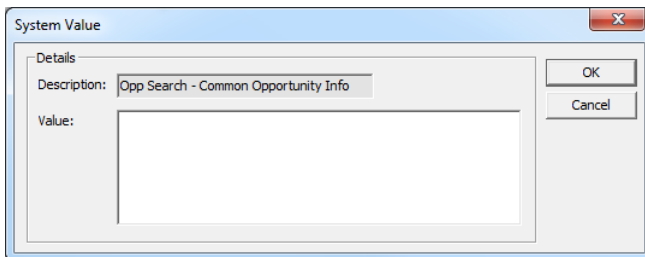 System Value
Details
Description: Opp Search - Common Opportunity Info
Value:
OK
Cancel